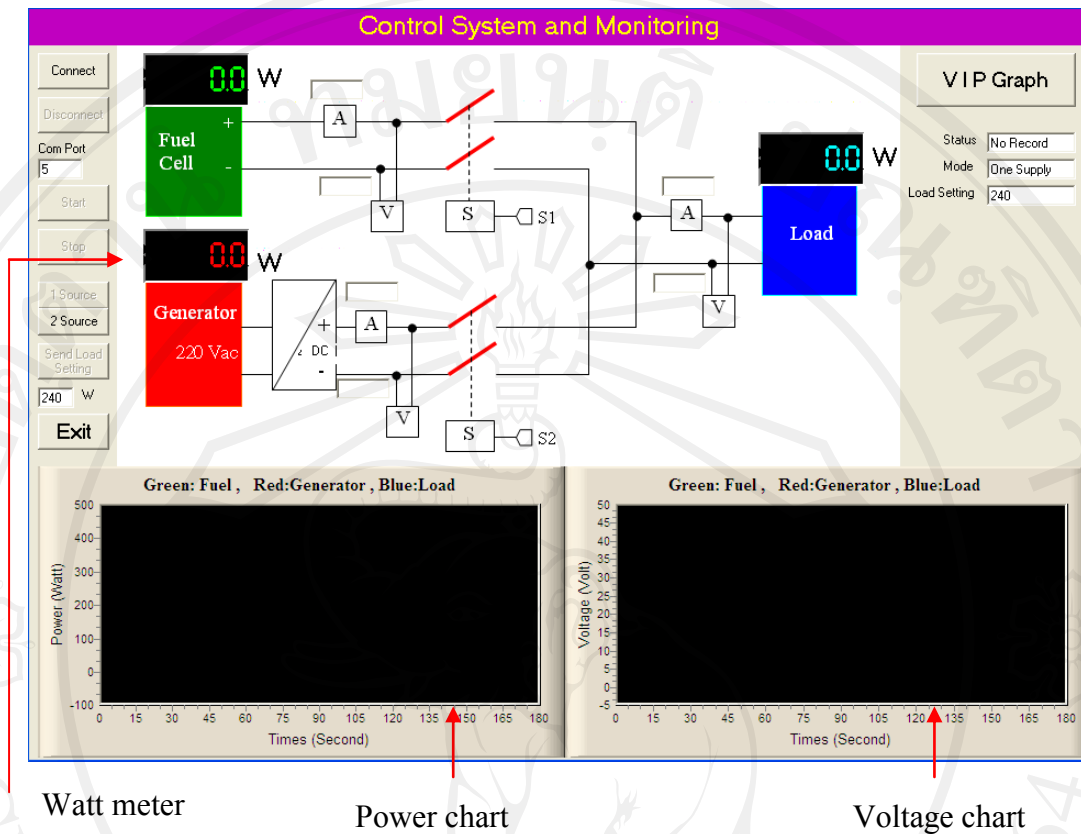 Control System and Monitoring
Connect
Disconnect
Com Port
5
Start
Stop
1 Source
2 Source
Send Load
Setting
240 W
Exit
0.0 W
Fuel
Cell
+
-
A
V
S
S1
0.0 W
Generator
220 Vac
+
DC
-
A
V
S
S2
A
V
0.0 W
Load
V I P Graph
Status No Record
Mode One Supply
Load Setting 240
Green: Fuel , Red:Generator , Blue:Load
Power (Watt)
500
400
300
200
100
0
-100
0 15 30 45 60 75 90 105 120 135 150 165 180
Times (Second)
Green: Fuel , Red:Generator , Blue:Load
Voltage (Volt)
50
45
40
35
30
25
20
15
10
5
0
-5
0 15 30 45 60 75 90 105 120 135 150 165 180
Times (Second)
Watt meter
Power chart
Voltage chart